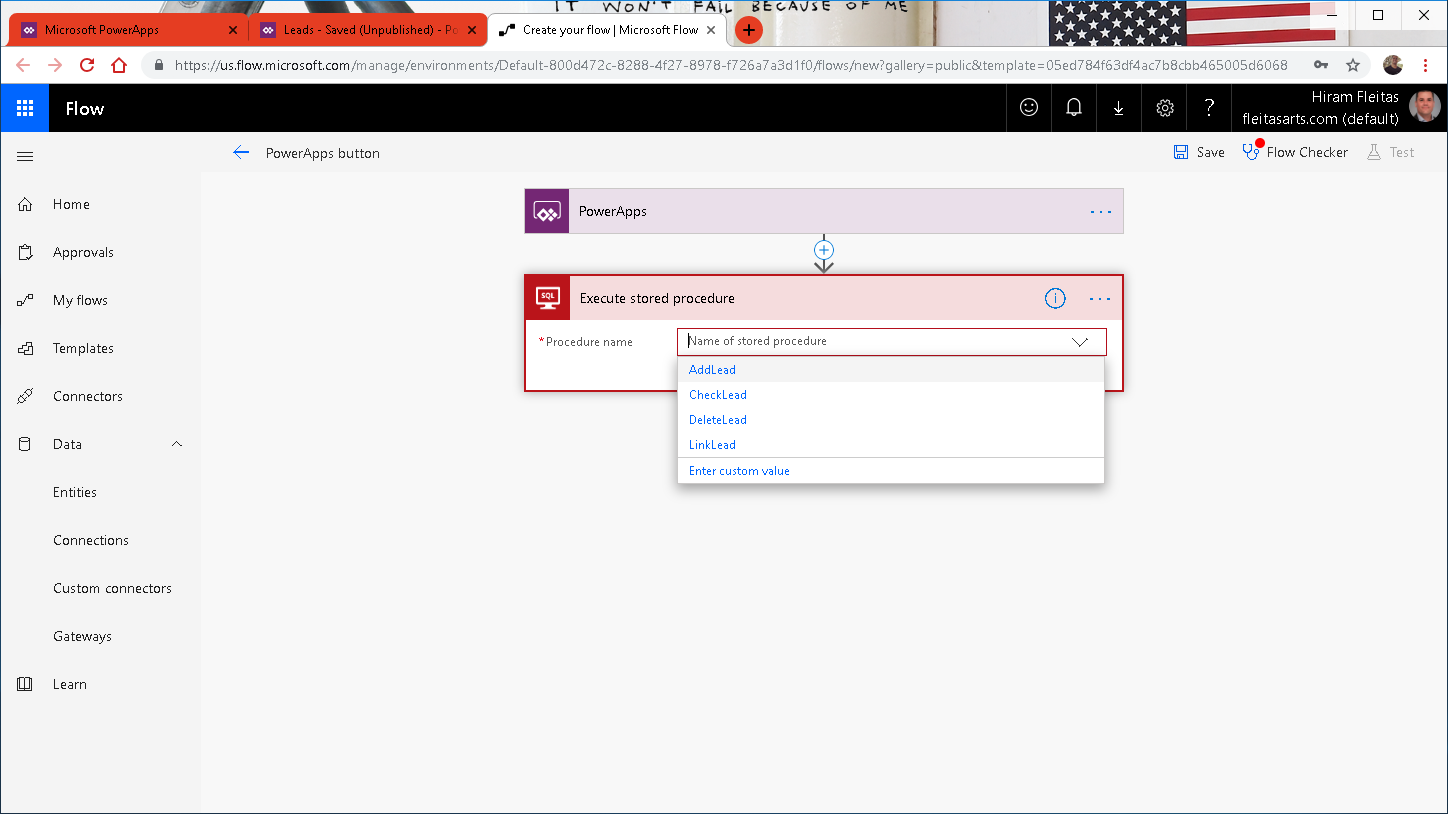 IT WON'T FAIL BECAUSE OF ME
Microsoft PowerApps
Leads - Saved (Unpublished) - Po
Create your flow | Microsoft Flow
https://us.flow.microsoft.com/manage/environments/Default-800d472c-8288-4f27-8978-f726a7a3d1f0/flows/new?gallery=public&template=05ed784f63df4ac7b8cbb465005d6068
Flow
?
Hiram Fleitas
fleitasarts.com (default)
PowerApps button
Save
Flow Checker
Test
Home
Approvals
My flows
Templates
Connectors
Data
Entities
Connections
Custom connectors
Gateways
Learn
PowerApps
SQL
Execute stored procedure
*Procedure name
Name of stored procedure
AddLead
CheckLead
DeleteLead
LinkLead
Enter custom value